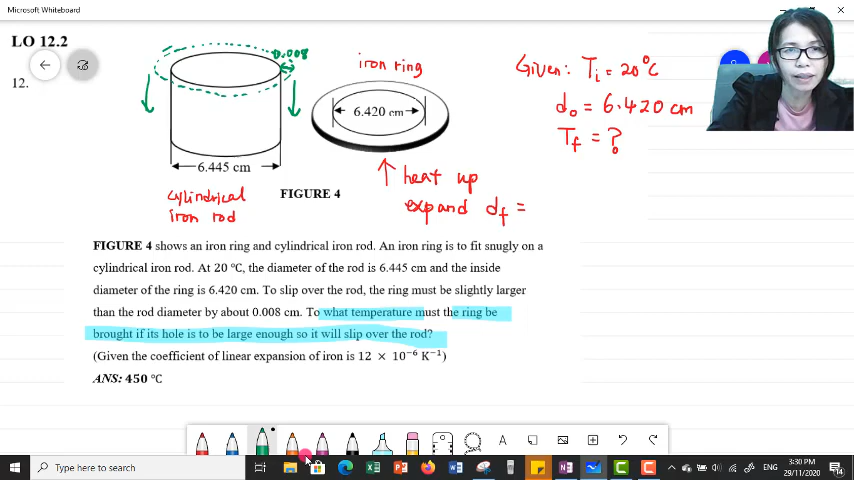 Microsoft Whiteboard
LO 12.2
12.
0.008
iron ring
6.420 cm
6.445 cm
cylindrical
iron rod
FIGURE 4
heat up
expand df =
Given: Ti = 20°C
d₀ = 6.420 cm
Tf = ?
FIGURE 4 shows an iron ring and cylindrical iron rod. An iron ring is to fit snugly on a
cylindrical iron rod. At 20 ℃, the diameter of the rod is 6.445 cm and the inside
diameter of the ring is 6.420 cm. To slip over the rod, the ring must be slightly larger
than the rod diameter by about 0.008 cm. To what temperature must the ring be
brought if its hole is to be large enough so it will slip over the rod?
(Given the coefficient of linear expansion of iron is 12 × 10⁻⁶ K⁻¹)
ANS: 450 ℃
Type here to search
ENG
3:30 PM
29/11/2020